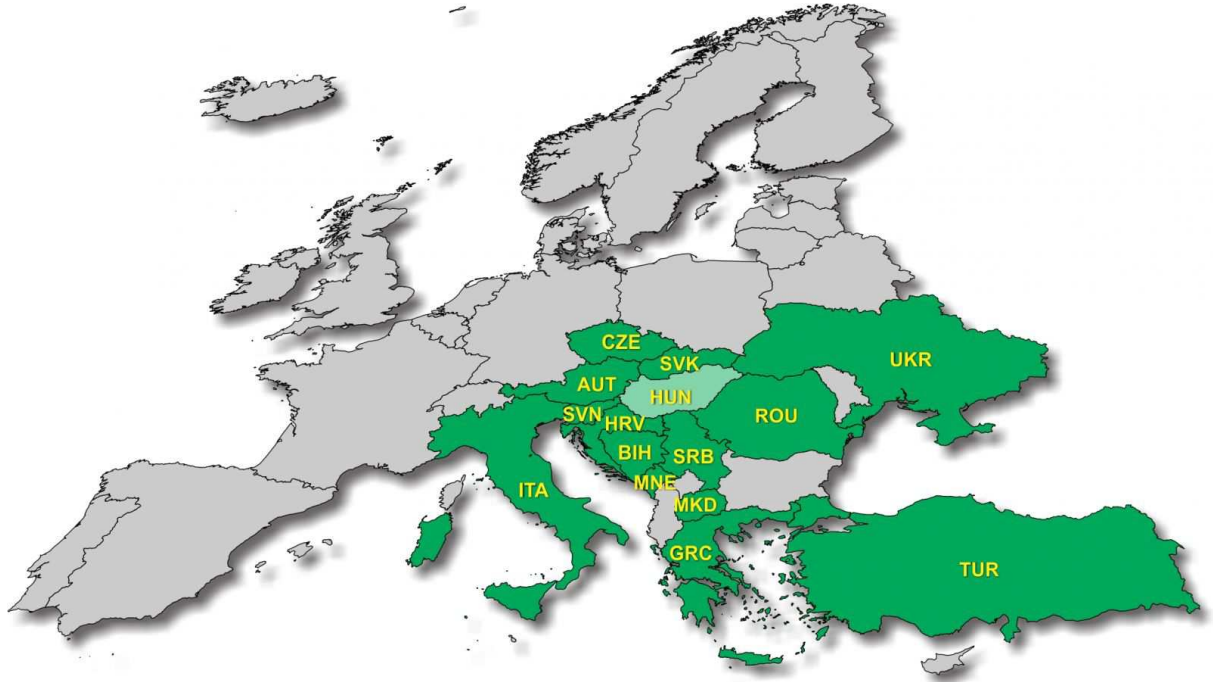 CZE
SVK
UKR
AUT
HUN
SVN
HRV
ROU
BIH
SRB
MNE
ITA
MKD
GRC
TUR